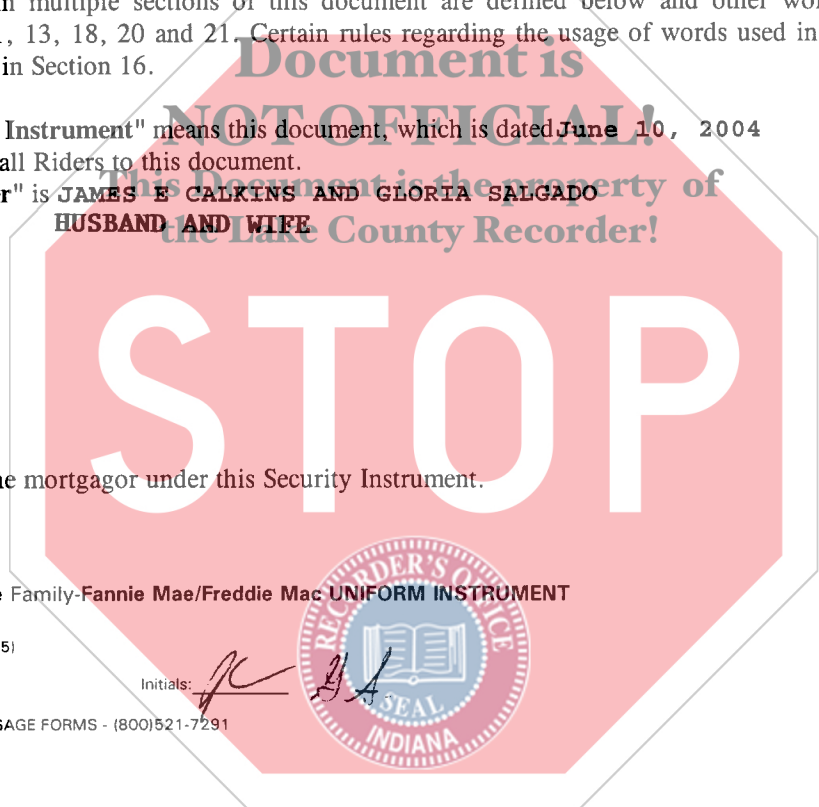 n multiple sections of this document are defined below and other wo
, 13, 18, 20 and 21. Certain rules regarding the usage of words used in
in Section 16.
Document is
NOT OFFICIAL!
Instrument" means this document, which is dated June 10, 2004
all Riders to this document.
This Document is the property of
r" is JAMES E CALKINS AND GLORIA SALGADO
HUSBAND AND WIFE
the Lake County Recorder!
STOP
e mortgagor under this Security Instrument.
e Family-Fannie Mae/Freddie Mac UNIFORM INSTRUMENT
5)
Initials: JC GS
SAGE FORMS - (800)521-7291
RECORDER'S OFFICE
SEAL
INDIANA